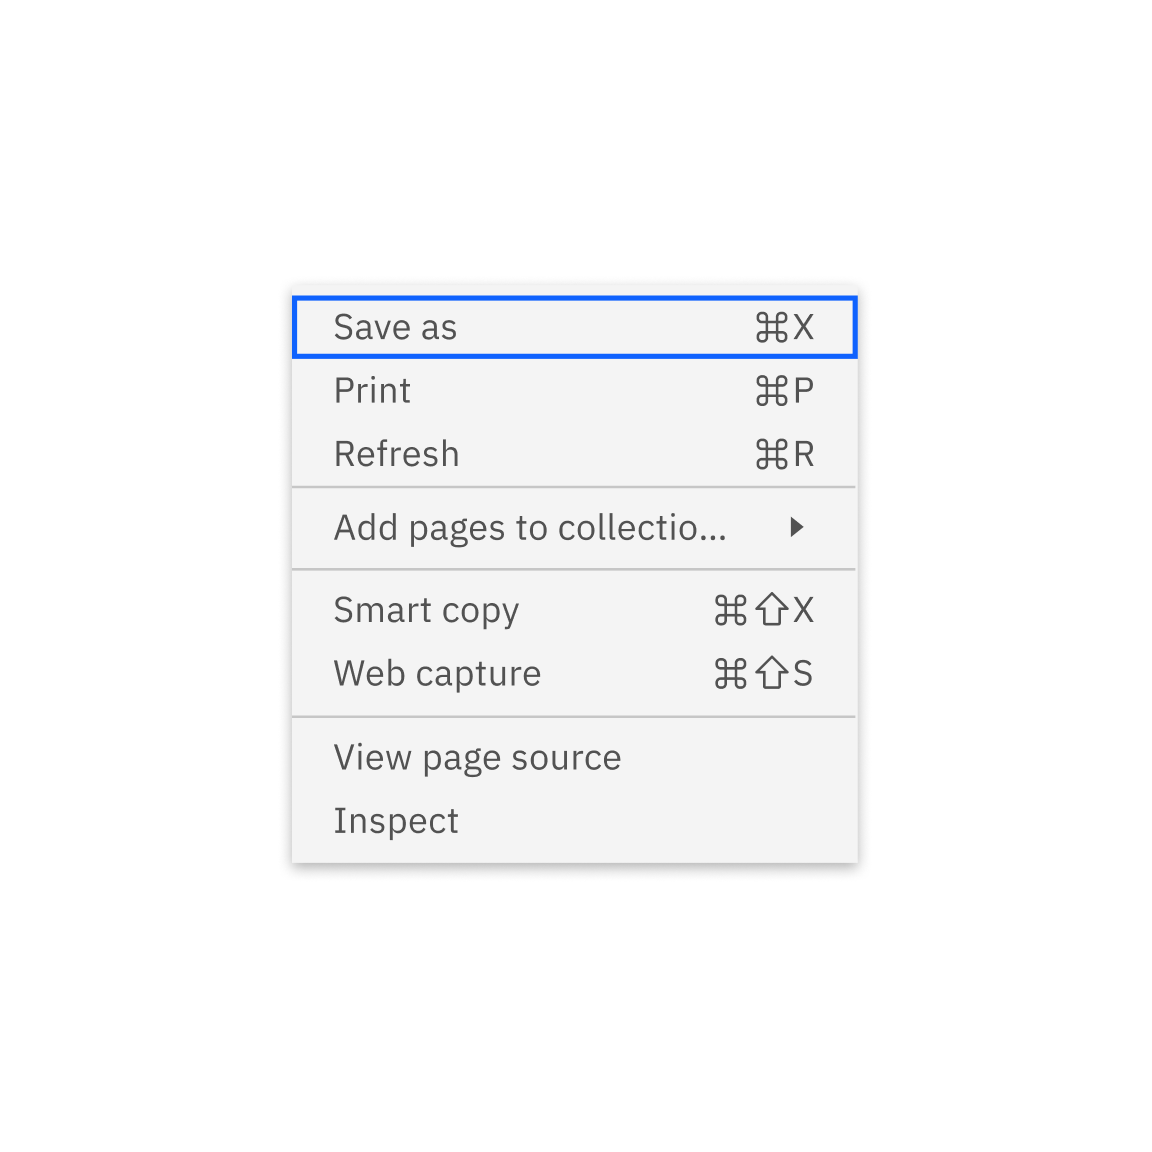 Save as ⌘X
Print ⌘P
Refresh ⌘R
Add pages to collectio...
Smart copy ⌘⇧X
Web capture ⌘⇧S
View page source
Inspect